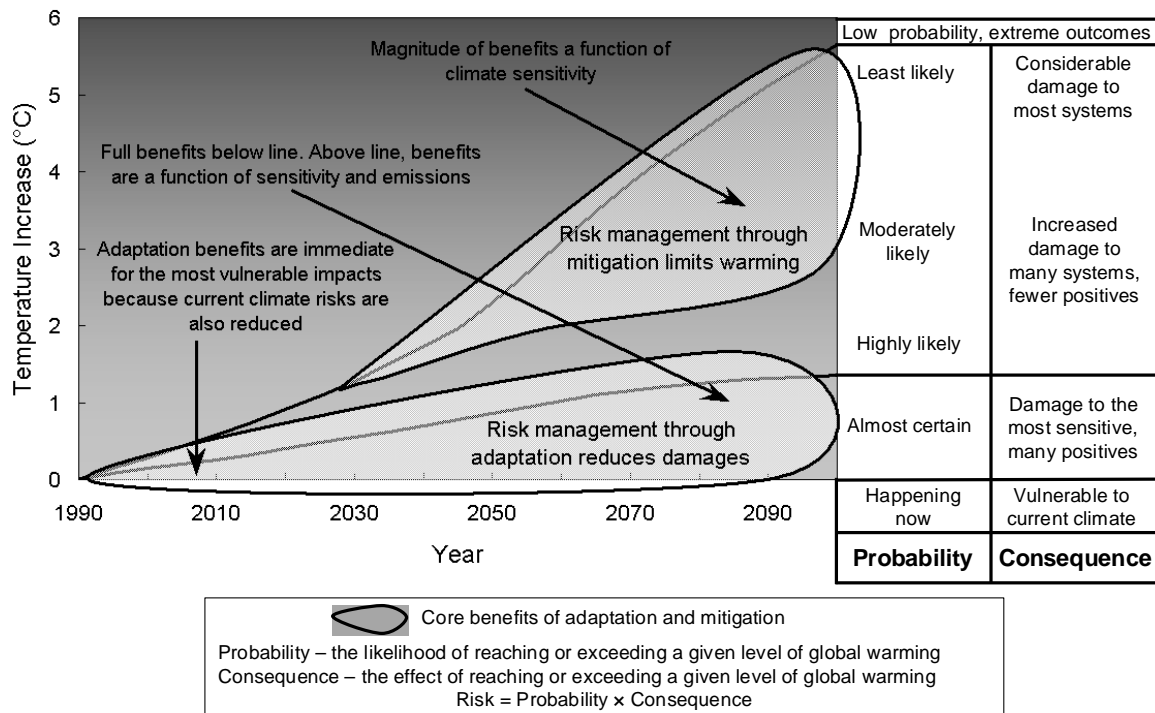 6
5
4
3
2
1
0
Temperature Increase (°C)
1990
2010
2030
2050
2070
2090
Year
Magnitude of benefits a function of
climate sensitivity
Full benefits below line. Above line, benefits
are a function of sensitivity and emissions
Adaptation benefits are immediate
for the most vulnerable impacts
because current climate risks are
also reduced
Risk management through
mitigation limits warming
Risk management through
adaptation reduces damages
Low probability, extreme outcomes
Least likely
Considerable
damage to
most systems
Moderately
likely
Increased
damage to
many systems,
fewer positives
Highly likely
Almost certain
Damage to the
most sensitive,
many positives
Happening
now
Vulnerable to
current climate
Probability
Consequence
Core benefits of adaptation and mitigation
Probability – the likelihood of reaching or exceeding a given level of global warming
Consequence – the effect of reaching or exceeding a given level of global warming
Risk = Probability × Consequence